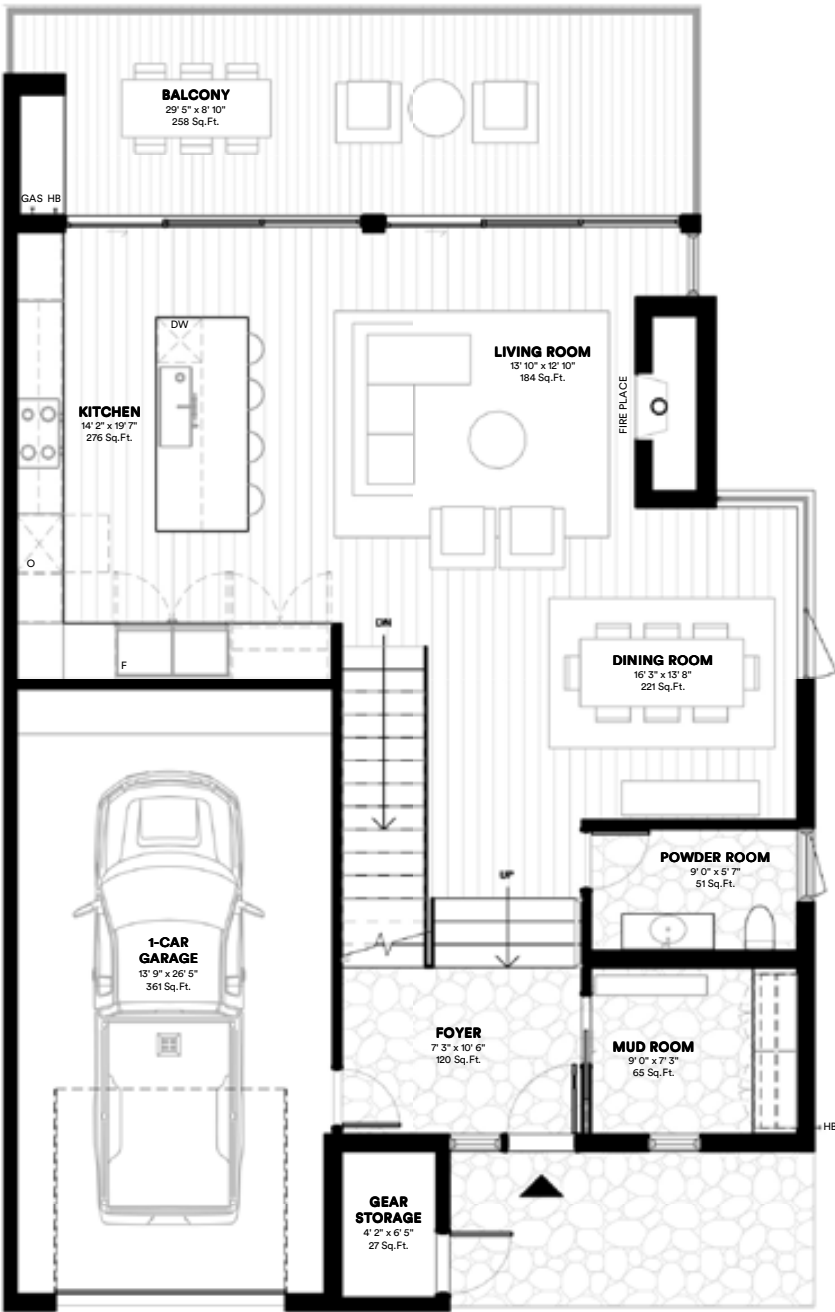 BALCONY
29' 5" x 8' 10"
258 Sq.Ft.
GAS HB
DW
LIVING ROOM
13' 10" x 12' 10"
184 Sq.Ft.
FIRE PLACE
KITCHEN
14' 2" x 19' 7"
276 Sq.Ft.
O
F
DN
DINING ROOM
16' 3" x 13' 8"
221 Sq.Ft.
POWDER ROOM
9' 0" x 5' 7"
51 Sq.Ft.
UP
1-CAR
GARAGE
13' 9" x 26' 5"
361 Sq.Ft.
FOYER
7' 3" x 10' 6"
120 Sq.Ft.
MUD ROOM
9' 0" x 7' 3"
65 Sq.Ft.
HB
GEAR
STORAGE
4' 2" x 6' 5"
27 Sq.Ft.